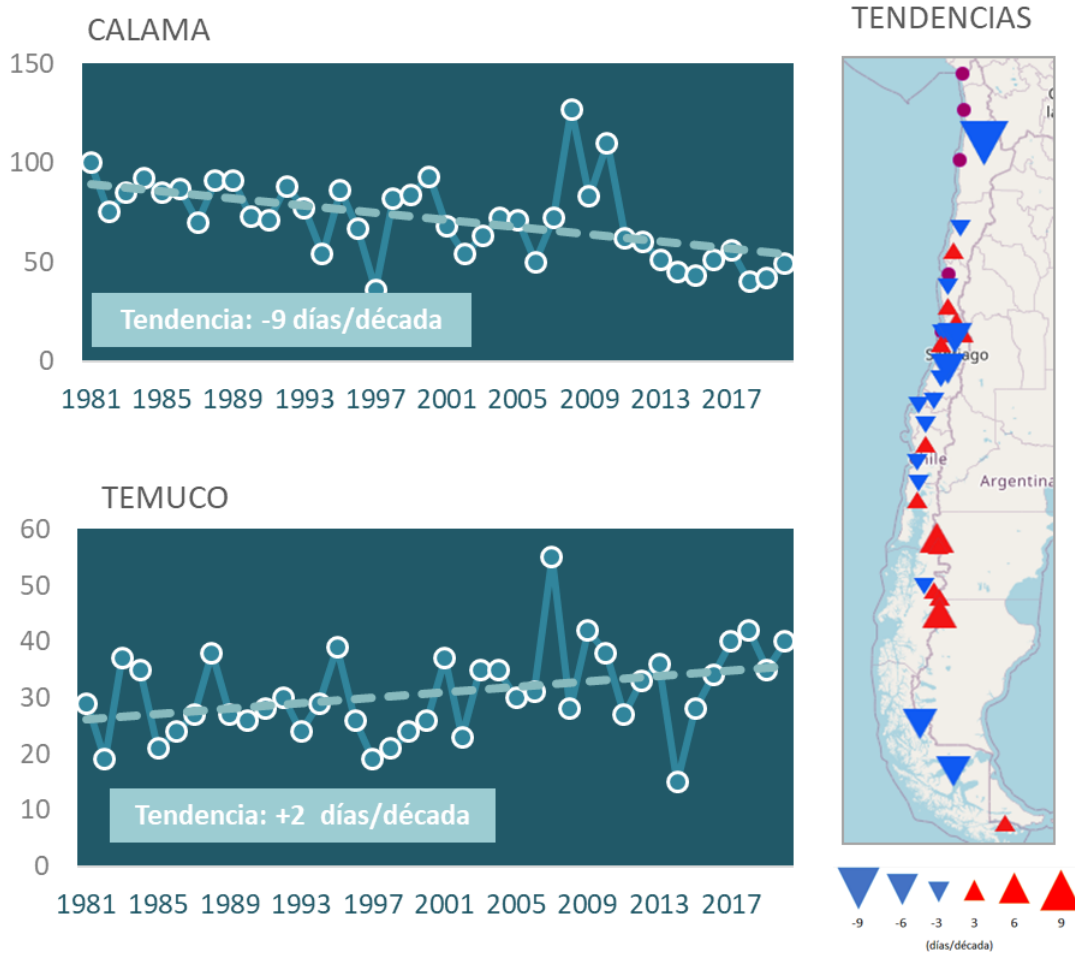 CALAMA
150
100
50
0
Tendencia: -9 días/década
1981 1985 1989 1993 1997 2001 2005 2009 2013 2017
TEMUCO
60
50
40
30
20
10
0
Tendencia: +2 días/década
1981 1985 1989 1993 1997 2001 2005 2009 2013 2017
TENDENCIAS
Argentina
-9 -6 -3 3 6 9
(días/década)